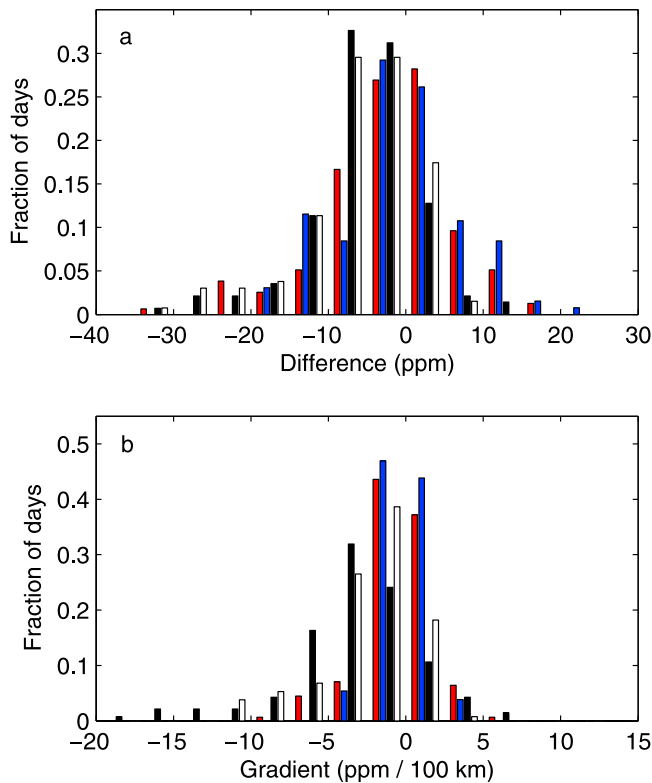 a
0.3
0.25
0.2
0.15
0.1
0.05
0
−40 −30 −20 −10 0 10 20 30
Fraction of days
Difference (ppm)
b
0.5
0.4
0.3
0.2
0.1
0
−20 −15 −10 −5 0 5 10 15
Fraction of days
Gradient (ppm / 100 km)